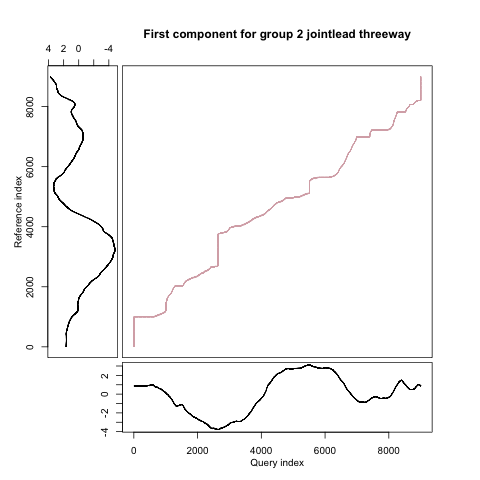 First component for group 2 jointlead threeway
4 2 0 -4
Reference index
0 2000 4000 6000 8000
-4 -2 0 2
0 2000 4000 6000 8000
Query index